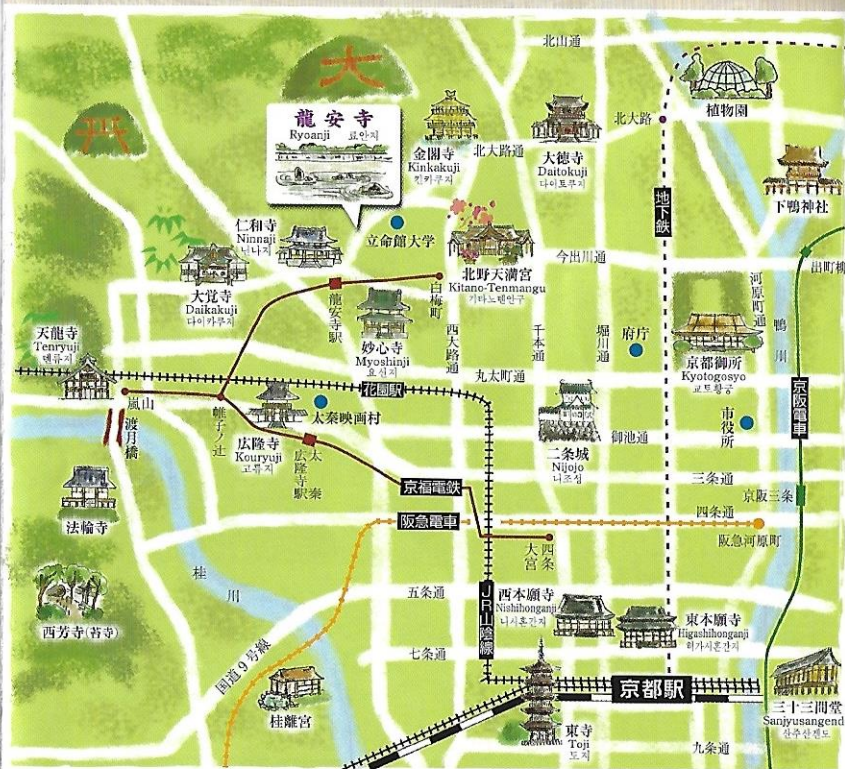 北山通
大
龍安寺
Ryoanji 료안지
金閣寺
Kinkakuji
킨카쿠지
北大路通
大徳寺
Daitokuji
다이토쿠지
北大路
植物園
下鴨神社
地下鉄
仁和寺
Ninnaji
닌나지
立命館大学
北野天満宮
Kitano-Tenmangu
기타노텐만구
今出川通
出町柳
大覚寺
Daikakuji
다이카쿠지
白梅町
龍安寺駅
妙心寺
Myoshinji
묘신지
西大路通
千本通
堀川通
府庁
河原町通
鴨川
京都御所
Kyotogosyo
교토황궁
天龍寺
Tenryuji
텐류지
丸太町通
花園駅
嵐山
渡月橋
帷子ノ辻
太秦映画村
広隆寺
Kouryuji
고류지
太秦
広隆寺駅
二条城
Nijojo
니조성
御池通
市役所
京阪電車
三条通
京阪三条
四条通
京福電鉄
阪急電車
阪急河原町
四条
大宮
法輪寺
桂川
西芳寺(苔寺)
五条通
JR山陰線
西本願寺
Nishihonganji
니시혼간지
東本願寺
Higashihonganji
히가시혼간지
七条通
国道9号線
桂離宮
京都駅
東寺
Toji
도지
三十三間堂
Sanjyusangend
산주산겐도
九条通